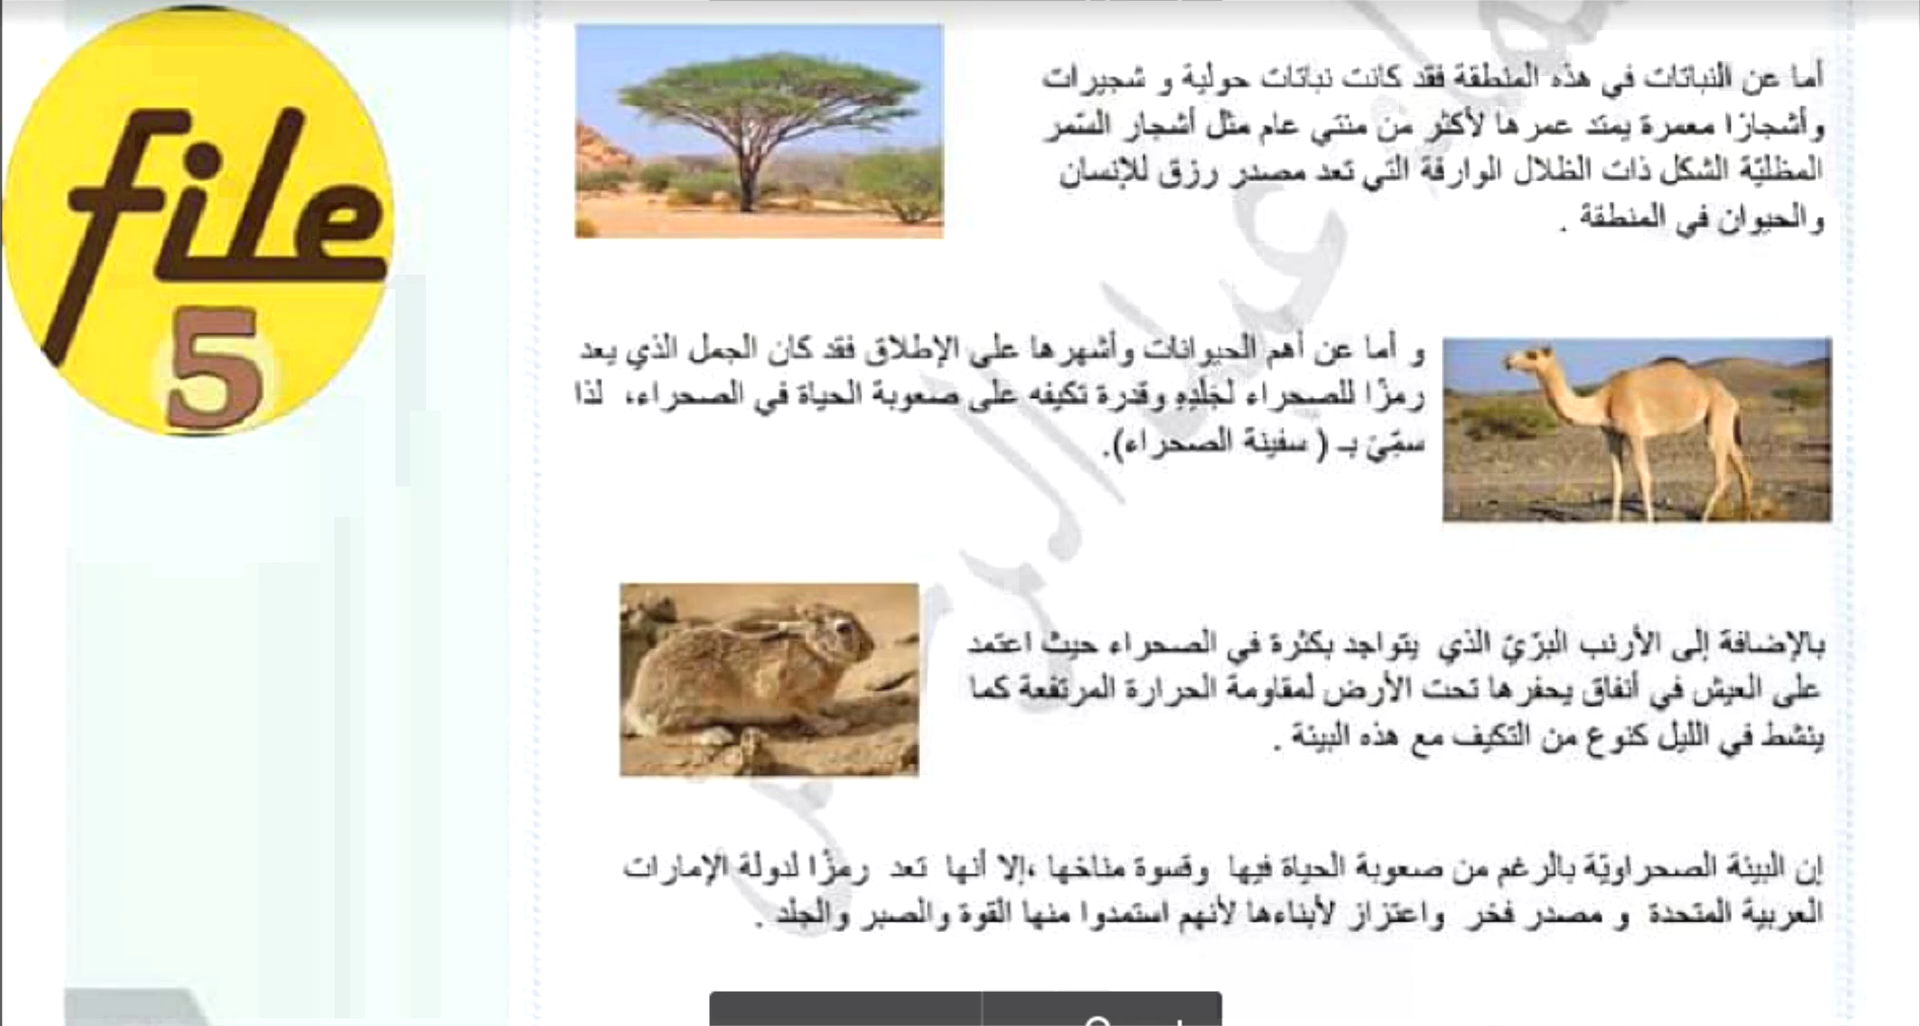 file
5
أما عن النباتات في هذه المنطقة فقد كانت نباتات حولية و شجيرات
وأشجارًا معمرة يمتد عمرها لأكثر من مئتي عام مثل أشجار السّمر
المظليّة الشكل ذات الظلال الوارفة التي تعد مصدر رزق للإنسان
والحيوان في المنطقة .
و أما عن أهم الحيوانات وأشهرها على الإطلاق فقد كان الجمل الذي يعد
رمزًا للصحراء لجَلَدِهِ وقدرة تكيفه على صعوبة الحياة في الصحراء، لذا
سمّيَ بـ ( سفينة الصحراء).
بالإضافة إلى الأرنب البرّيّ الذي يتواجد بكثرة في الصحراء حيث اعتمد
على العيش في أنفاق يحفرها تحت الأرض لمقاومة الحرارة المرتفعة كما
ينشط في الليل كنوع من التكيف مع هذه البيئة .
إن البيئة الصحراويّة بالرغم من صعوبة الحياة فيها وقسوة مناخها ،إلا أنها تعد رمزًا لدولة الإمارات
العربية المتحدة و مصدر فخر واعتزاز لأبناءها لأنهم استمدوا منها القوة والصبر والجلد .